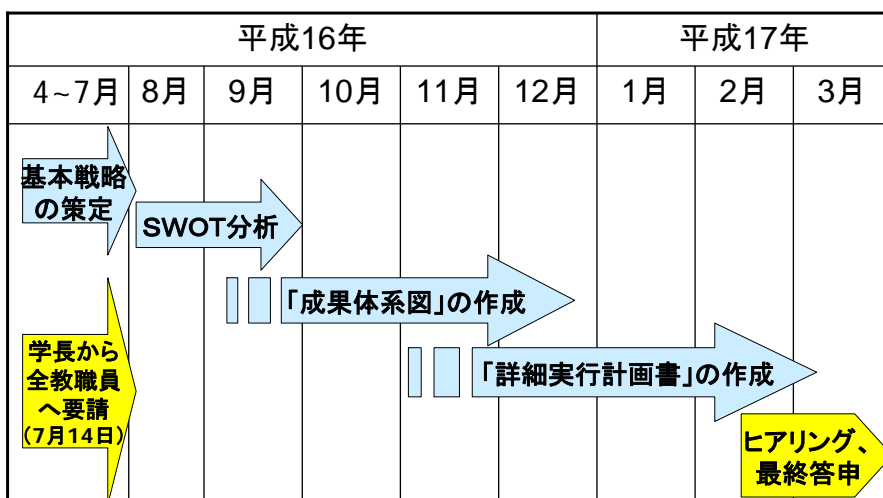 平成16年
平成17年
4~7月
8月
9月
10月
11月
12月
1月
2月
3月
基本戦略
の策定
SWOT分析
「成果体系図」の作成
学長から
全教職員
へ要請
(7月14日)
「詳細実行計画書」の作成
ヒアリング、
最終答申